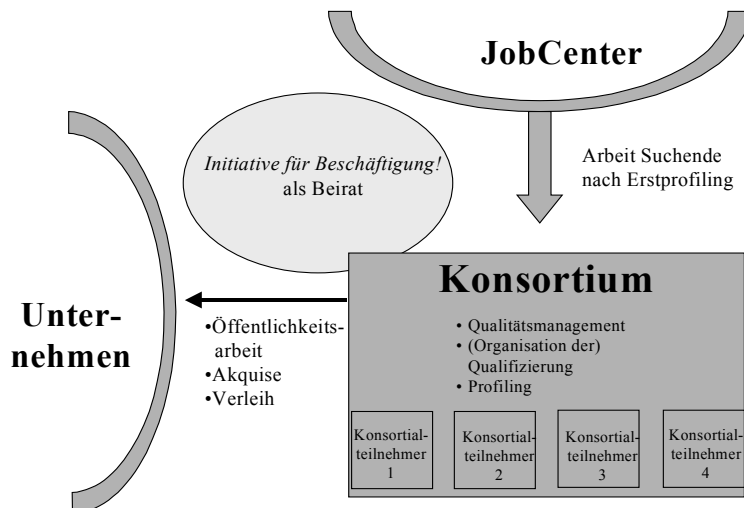 JobCenter
Initiative für Beschäftigung!
als Beirat
Arbeit Suchende
nach Erstprofiling
Unter-
nehmen
•Öffentlichkeits-
arbeit
•Akquise
•Verleih
Konsortium
• Qualitätsmanagement
• (Organisation der)
Qualifizierung
• Profiling
Konsortial-
teilnehmer
1
Konsortial-
teilnehmer
2
Konsortial-
teilnehmer
3
Konsortial-
teilnehmer
4